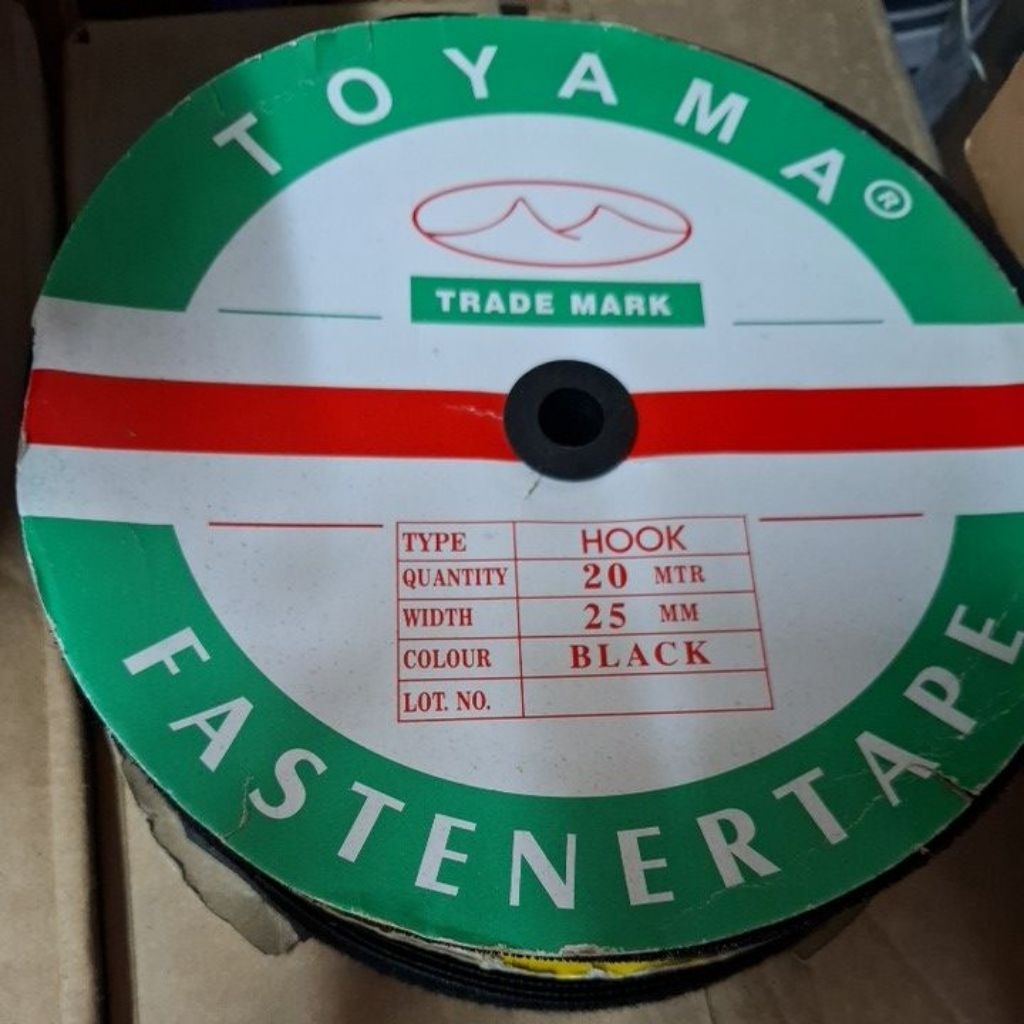 TOYAMA®
TRADE MARK
TYPE HOOK
QUANTITY 20 MTR
WIDTH 25 MM
COLOUR BLACK
LOT. NO.
FASTENERTAPE